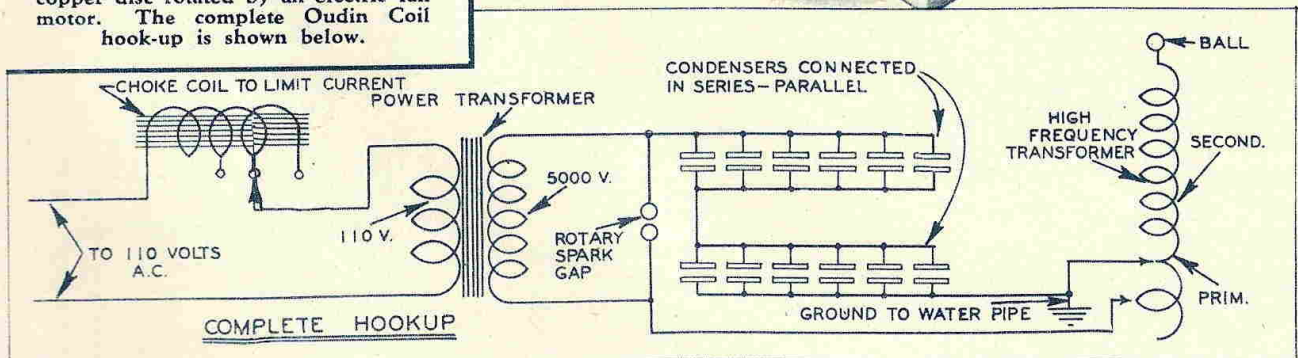 motor. The complete Oudin Coil
hook-up is shown below.
CHOKE COIL TO LIMIT CURRENT
POWER TRANSFORMER
CONDENSERS CONNECTED
IN SERIES-PARALLEL
BALL
HIGH
FREQUENCY
TRANSFORMER
SECOND.
5000 V.
110 V.
ROTARY
SPARK
GAP
TO 110 VOLTS
A.C.
GROUND TO WATER PIPE
PRIM.
COMPLETE HOOKUP